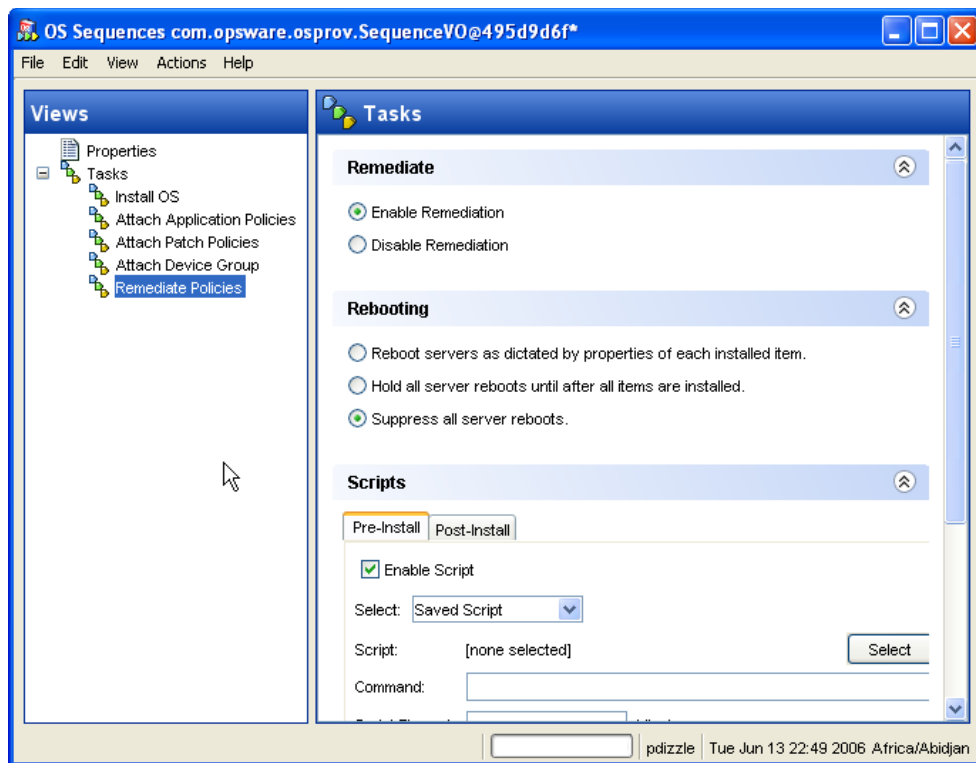 OS Sequences com.opsware.osprov.SequenceVO@495d9d6f*
File Edit View Actions Help
Views
Properties
Tasks
Install OS
Attach Application Policies
Attach Patch Policies
Attach Device Group
Remediate Policies
Tasks
Remediate
Enable Remediation
Disable Remediation
Rebooting
Reboot servers as dictated by properties of each installed item.
Hold all server reboots until after all items are installed.
Suppress all server reboots.
Scripts
Pre-Install Post-Install
Enable Script
Select: Saved Script
Script: [none selected] Select
Command:
pdizzle Tue Jun 13 22:49 2006 Africa/Abidjan